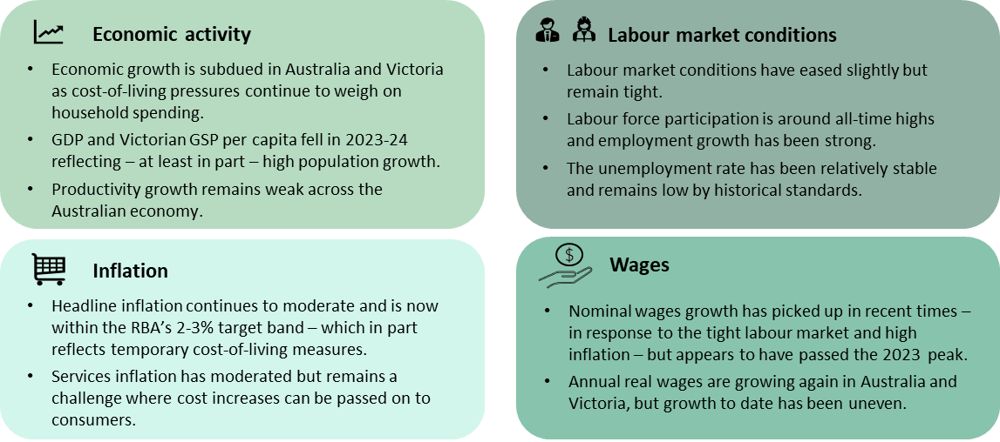 Economic activity
• Economic growth is subdued in Australia and Victoria
as cost-of-living pressures continue to weigh on
household spending.
• GDP and Victorian GSP per capita fell in 2023-24
reflecting – at least in part – high population growth.
• Productivity growth remains weak across the
Australian economy.
Labour market conditions
• Labour market conditions have eased slightly but
remain tight.
• Labour force participation is around all-time highs
and employment growth has been strong.
• The unemployment rate has been relatively stable
and remains low by historical standards.
Inflation
• Headline inflation continues to moderate and is now
within the RBA's 2-3% target band – which in part
reflects temporary cost-of-living measures.
• Services inflation has moderated but remains a
challenge where cost increases can be passed on to
consumers.
$
Wages
• Nominal wages growth has picked up in recent times –
in response to the tight labour market and high
inflation – but appears to have passed the 2023 peak.
• Annual real wages are growing again in Australia and
Victoria, but growth to date has been uneven.